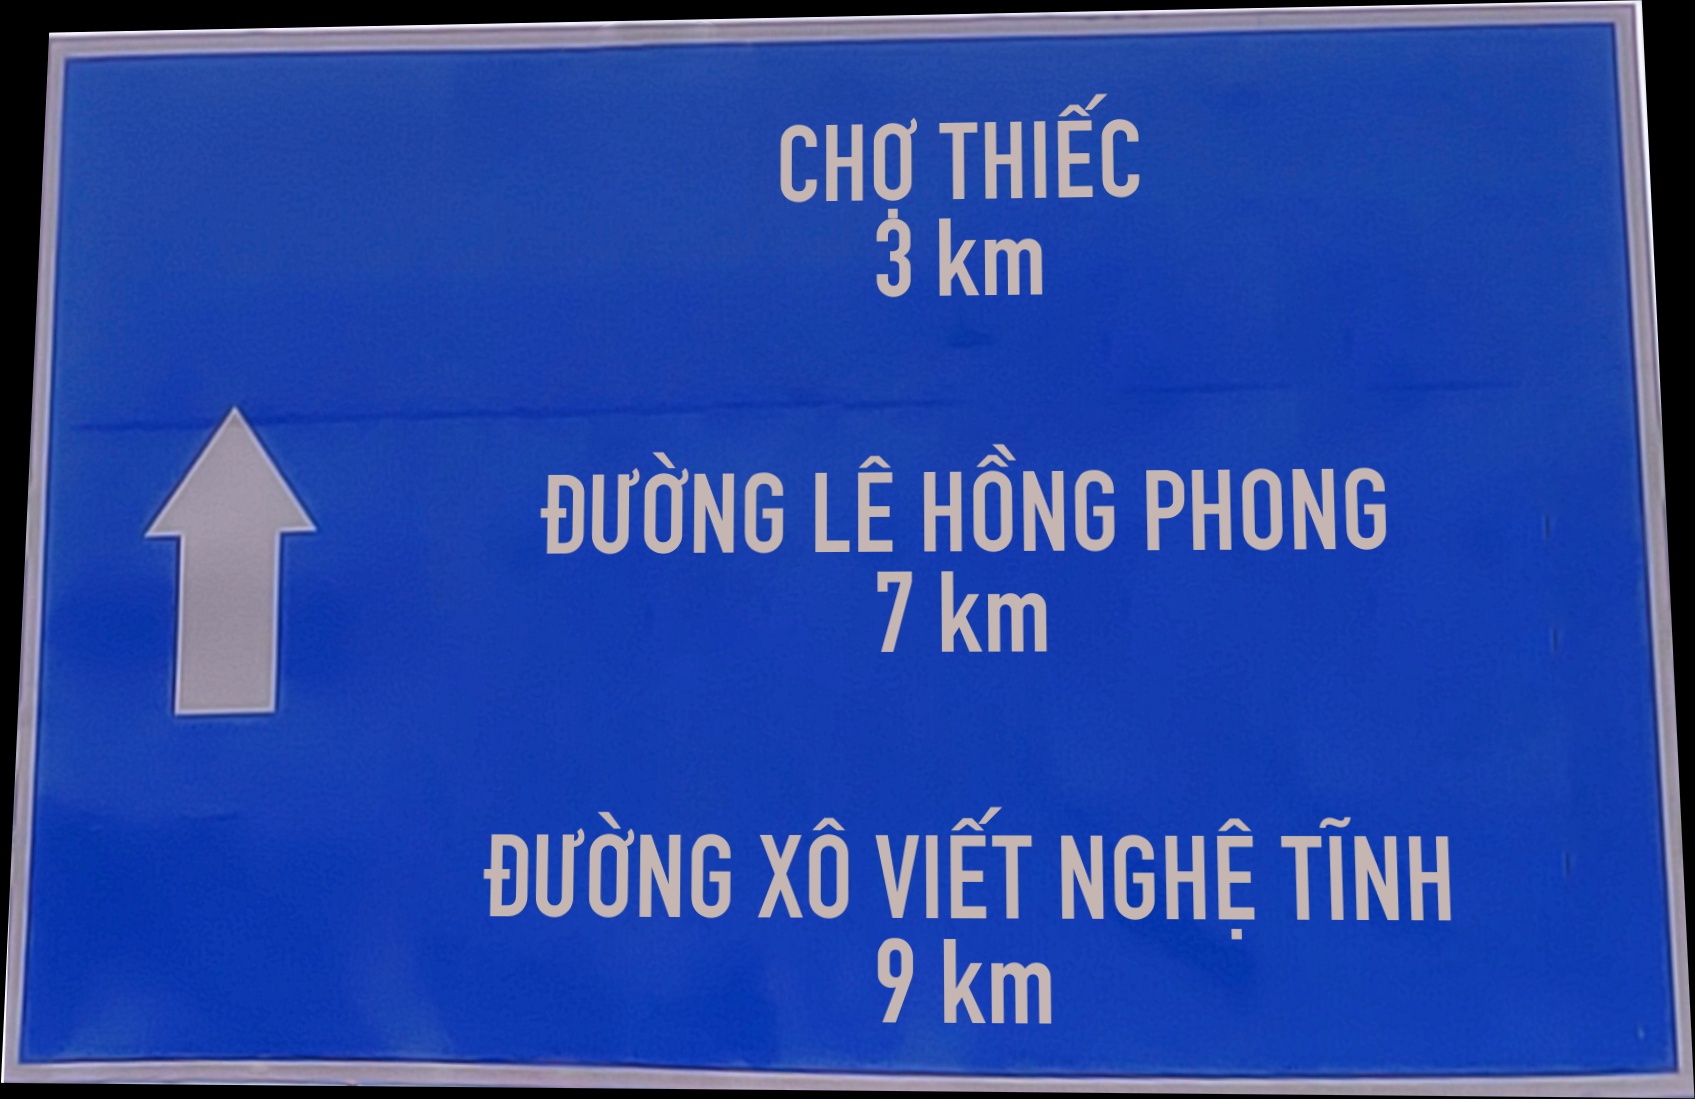 CHỢ THIẾC
3 km
ĐƯỜNG LÊ HỒNG PHONG
7 km
ĐƯỜNG XÔ VIẾT NGHỆ TĨNH
9 km